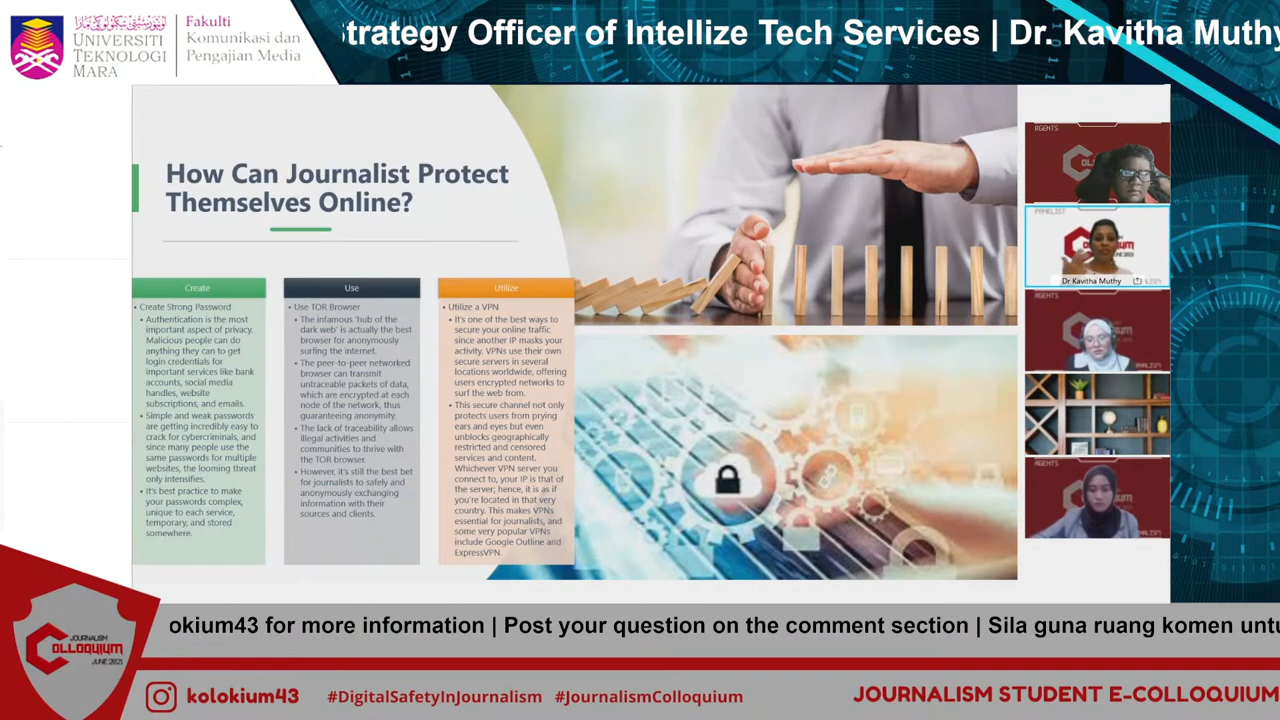 UNIVERSITI
TEKNOLOGI
MARA
Fakulti
Komunikasi dan
Pengajian Media
Strategy Officer of Intellize Tech Services | Dr. Kavitha Muthy
How Can Journalist Protect
Themselves Online?
Create
• Create Strong Password
• Authentication is the most
important aspect of privacy.
Malicious people can do
anything they can to get
login credentials for
important services like bank
accounts, social media
handles, website
subscriptions, and emails.
• Simple and weak passwords
are getting incredibly easy to
crack for cybercriminals, and
since many people use the
same passwords for multiple
websites, the looming threat
only intensifies.
• It's best practice to make
your passwords complex,
unique to each service,
temporary, and stored
somewhere.
Use
• Use TOR Browser
• The infamous 'hub of the
dark web' is actually the best
browser for anonymously
surfing the internet.
• The peer-to-peer networked
browser can transmit
untraceable packets of data,
which are encrypted at each
node of the network, thus
guaranteeing anonymity.
• The lack of traceability allows
illegal activities and
communities to thrive with
the TOR browser.
• However, it's still the best bet
for journalists to safely and
anonymously exchanging
information with their
sources and clients.
Utilize
• Utilize a VPN
• It's one of the best ways to
secure your online traffic
since another IP masks your
activity. VPNs use their own
secure servers in several
locations worldwide, offering
users encrypted networks to
surf the web from.
• This secure channel not only
protects users from prying
ears and eyes but even
unblocks geographically
restricted and censored
services and content.
Whichever VPN server you
connect to, your IP is that of
the server; hence, it is as if
you're located in that very
country. This makes VPNs
essential for journalists, and
some very popular VPNs
include Google Outline and
ExpressVPN.
AGENTS
PANELIST
Dr Kavitha Muthy
AGENTS
AGENTS
okium43 for more information | Post your question on the comment section | Sila guna ruang komen untu
JOURNALISM
COLLOQUIUM
JUNE 2021
kolokium43
#DigitalSafetyInJournalism #JournalismColloquium
JOURNALISM STUDENT E-COLLOQUIUM